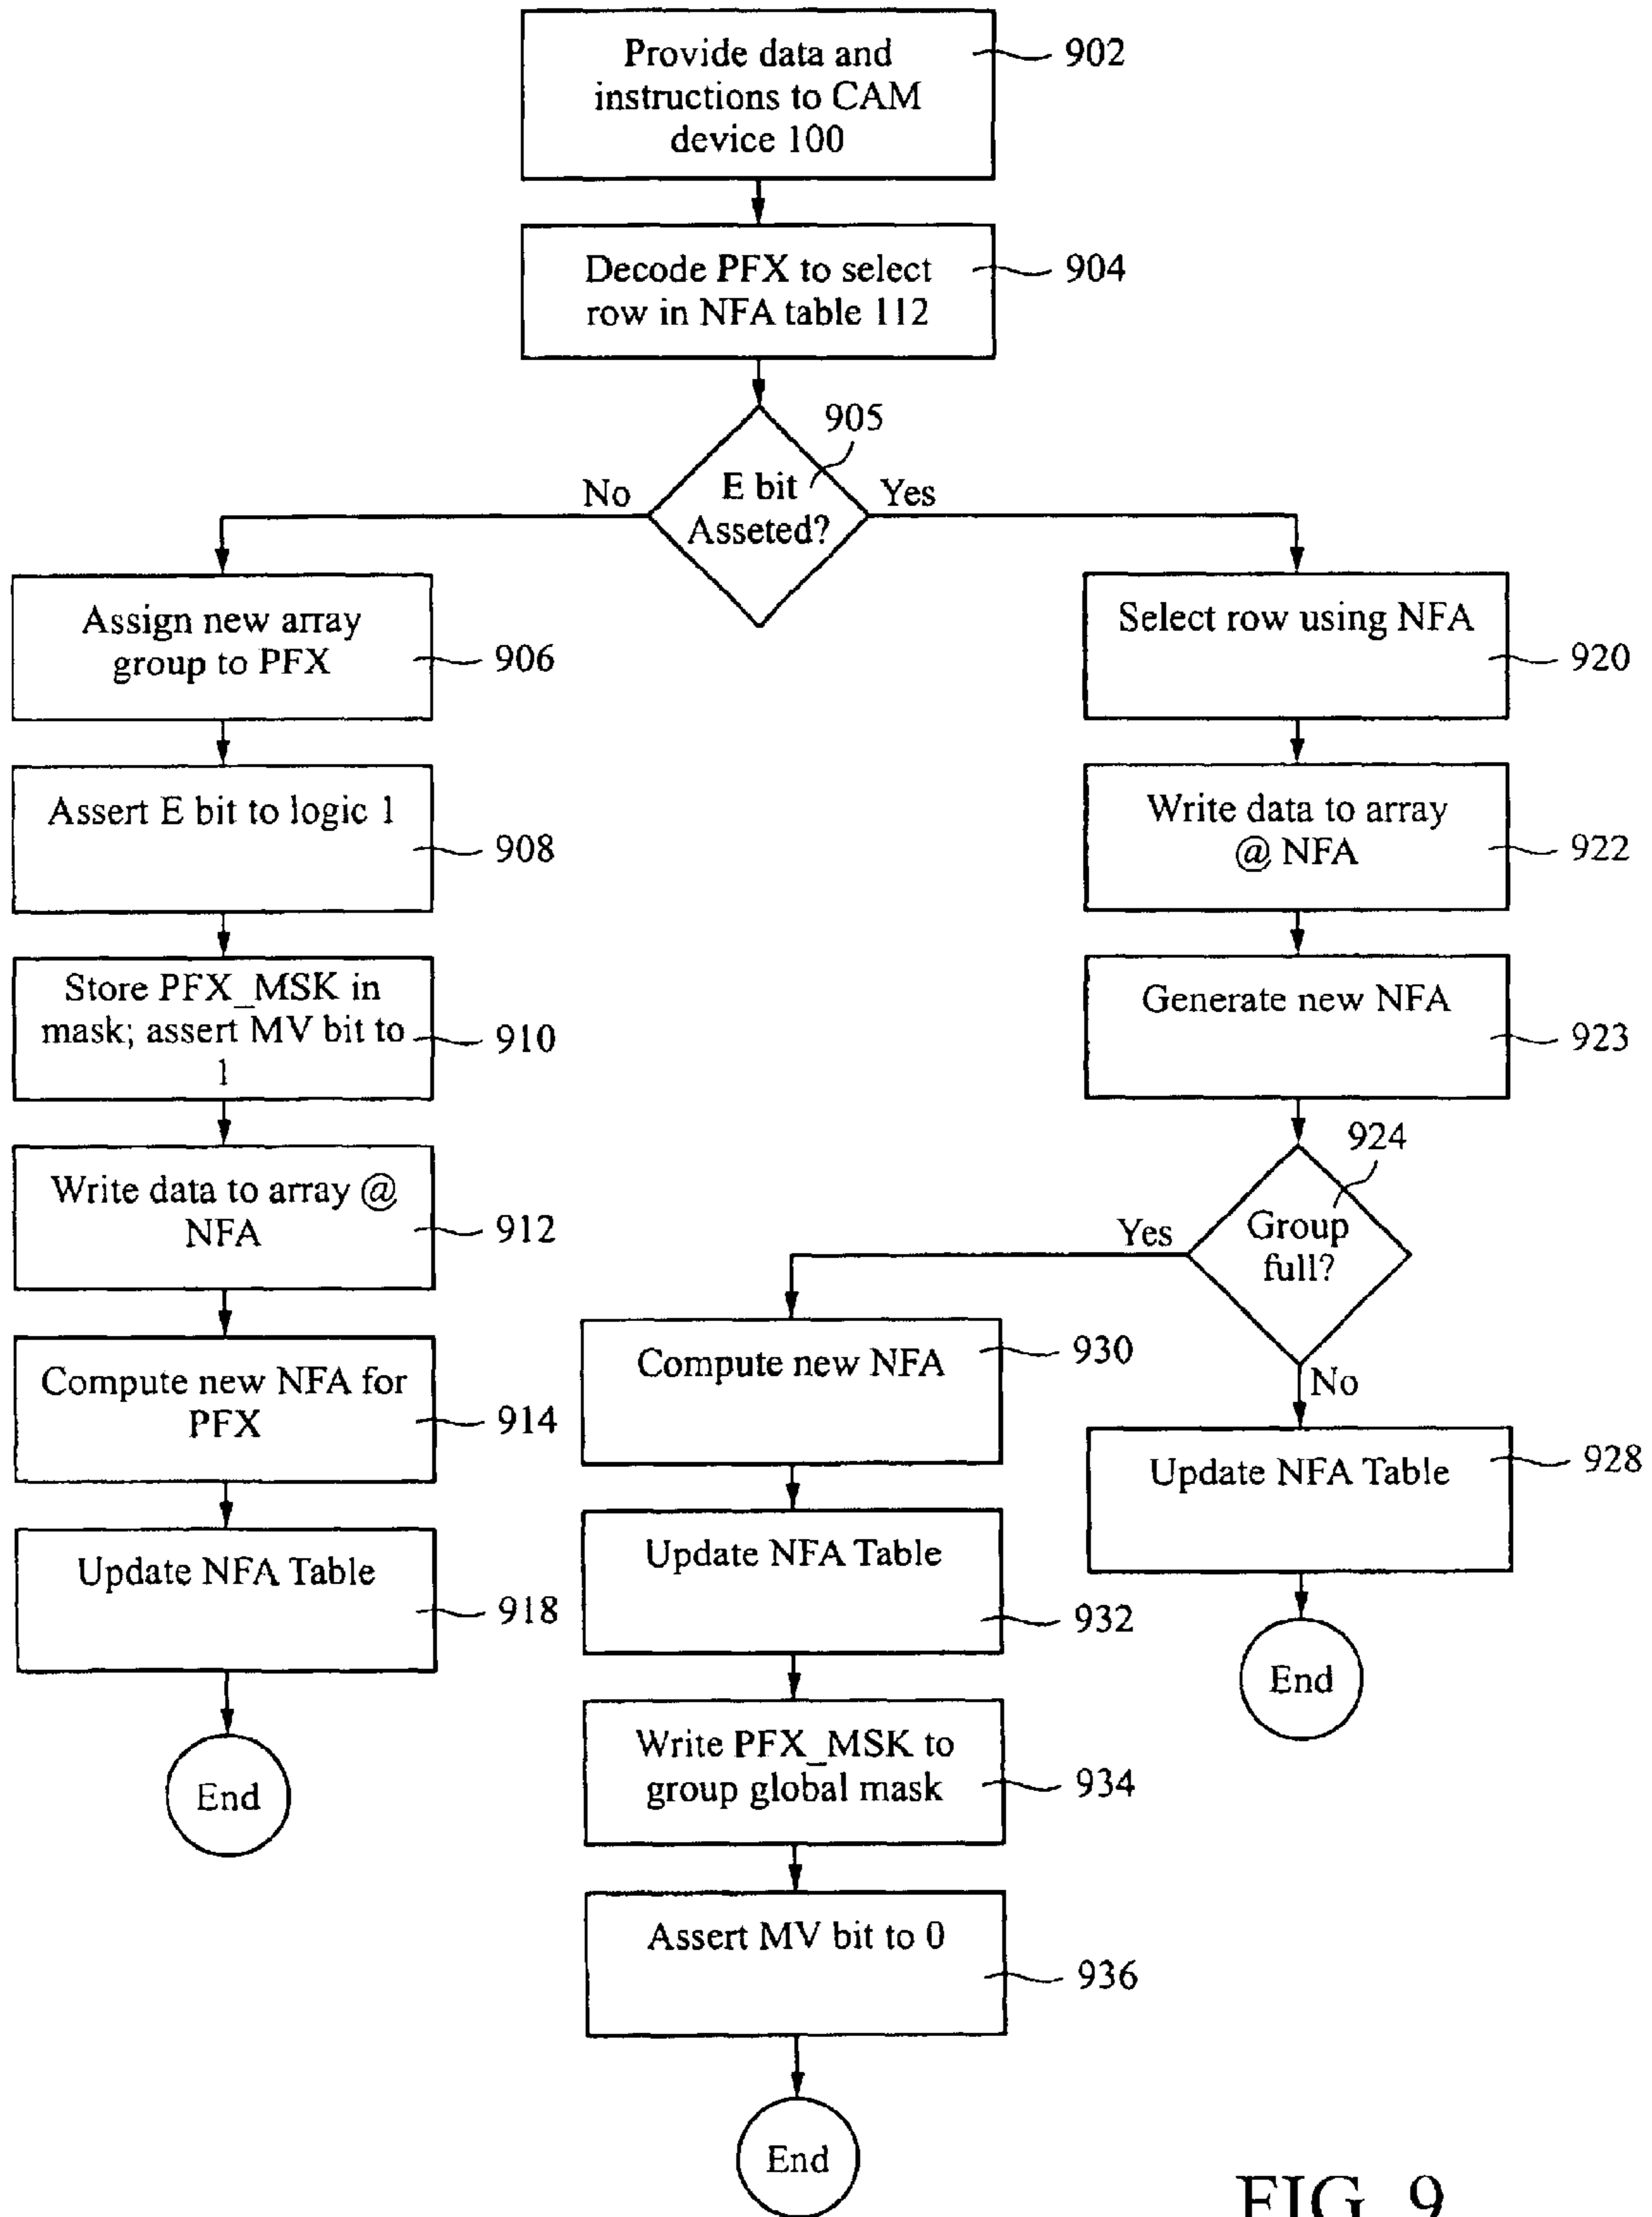 Provide data and
instructions to CAM
device 100
902
Decode PFX to select
row in NFA table 112
904
905
E bit
Asseted?
No
Yes
Assign new array
group to PFX
906
Assert E bit to logic 1
908
Store PFX_MSK in
mask; assert MV bit to
1
910
Write data to array @
NFA
912
Compute new NFA for
PFX
914
Update NFA Table
918
End
Select row using NFA
920
Write data to array
@ NFA
922
Generate new NFA
923
924
Group
full?
Yes
No
Update NFA Table
928
End
Compute new NFA
930
Update NFA Table
932
Write PFX_MSK to
group global mask
934
Assert MV bit to 0
936
End
FIG. 9